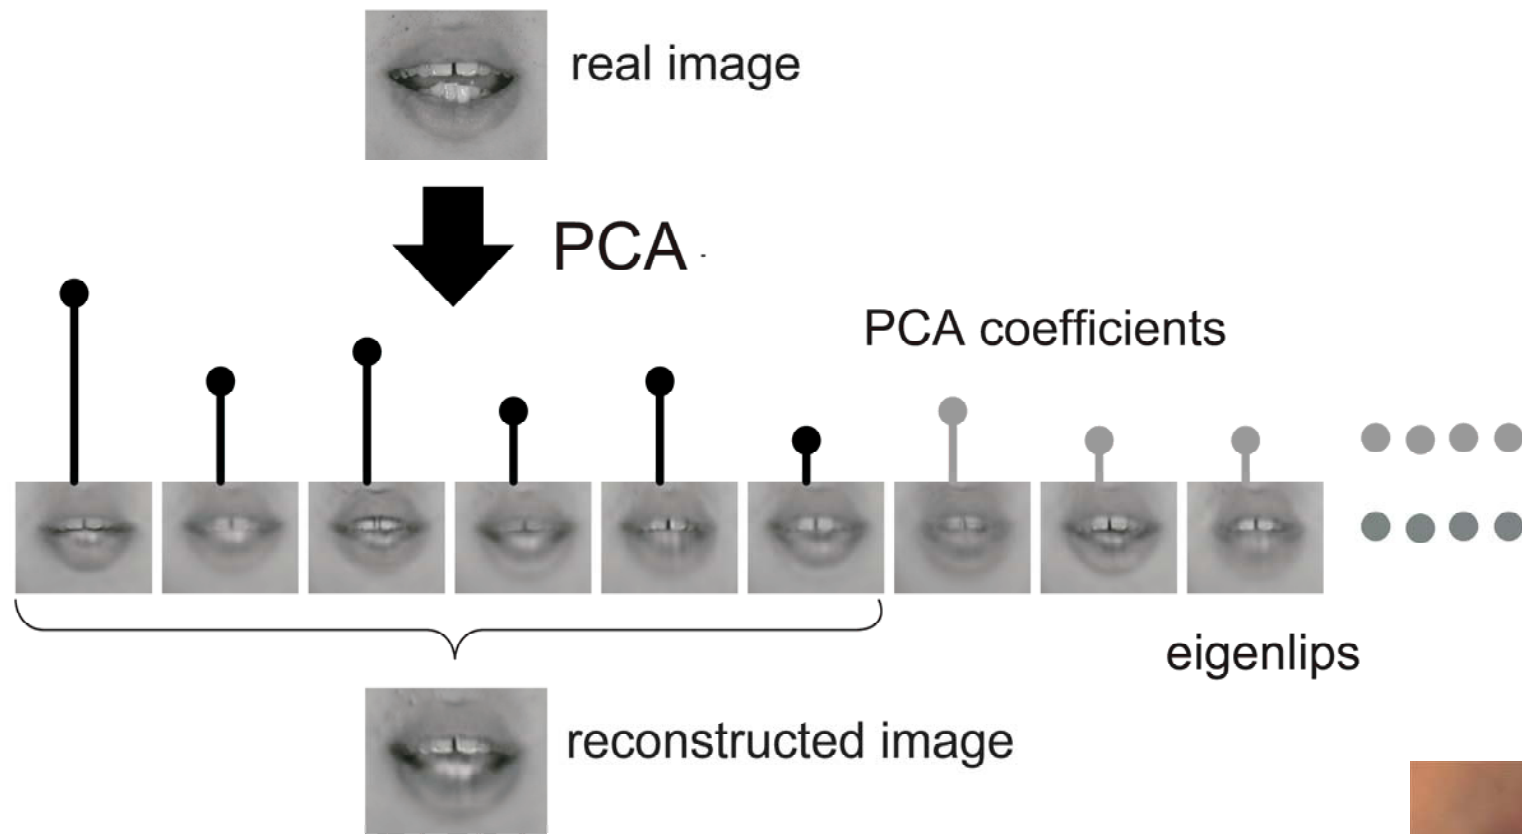 real image
PCA
PCA coefficients
eigenlips
reconstructed image